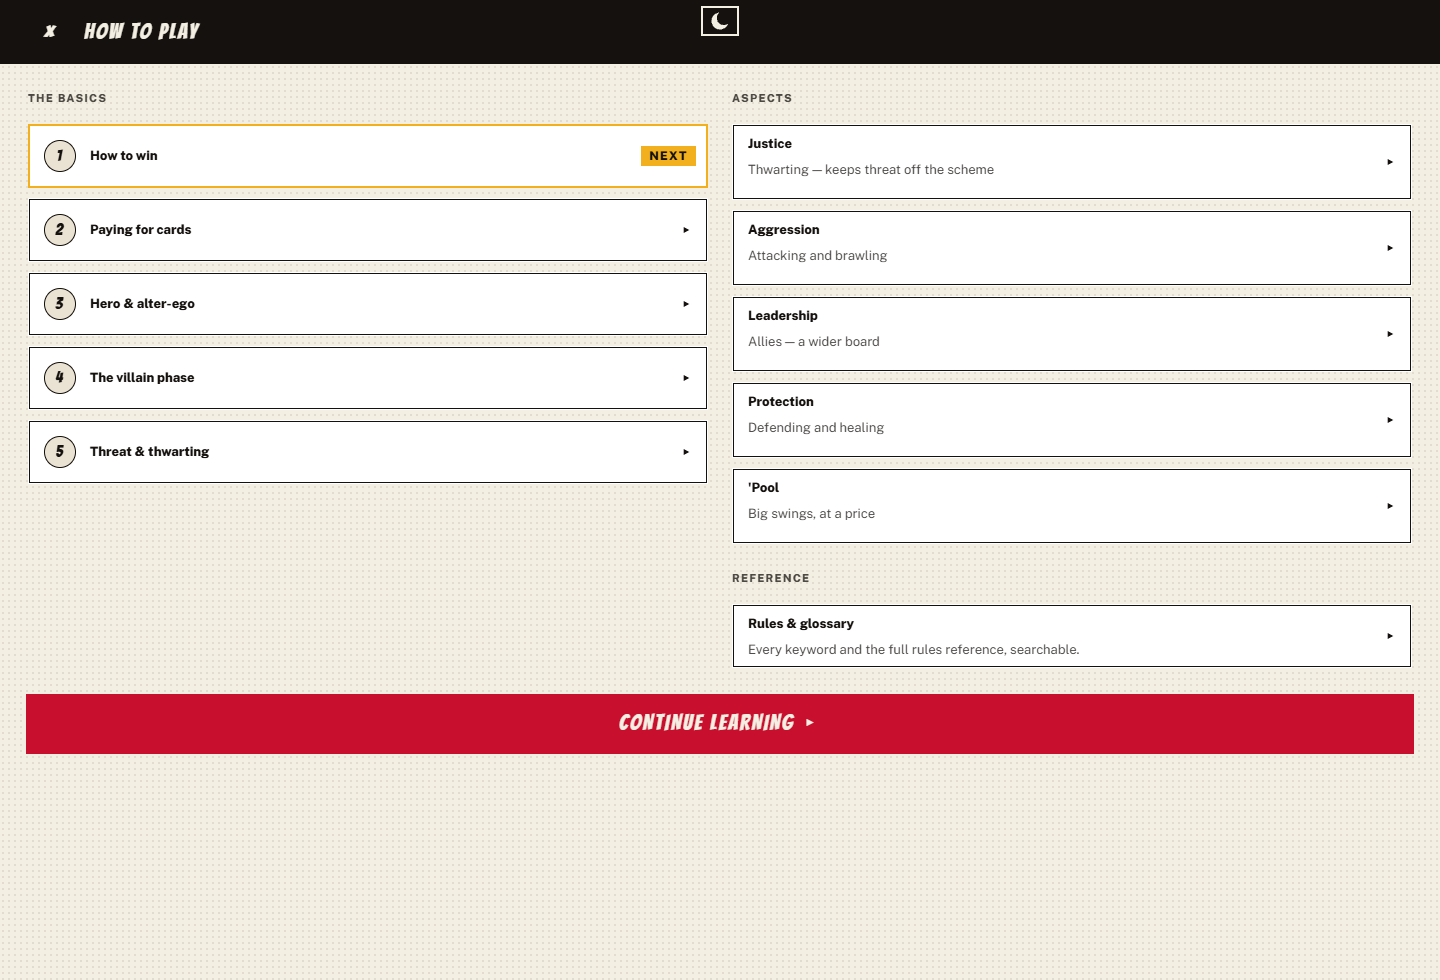 x HOW TO PLAY
THE BASICS
1 How to win NEXT
2 Paying for cards
3 Hero & alter-ego
4 The villain phase
5 Threat & thwarting
ASPECTS
Justice
Thwarting — keeps threat off the scheme
Aggression
Attacking and brawling
Leadership
Allies — a wider board
Protection
Defending and healing
'Pool
Big swings, at a price
REFERENCE
Rules & glossary
Every keyword and the full rules reference, searchable.
CONTINUE LEARNING